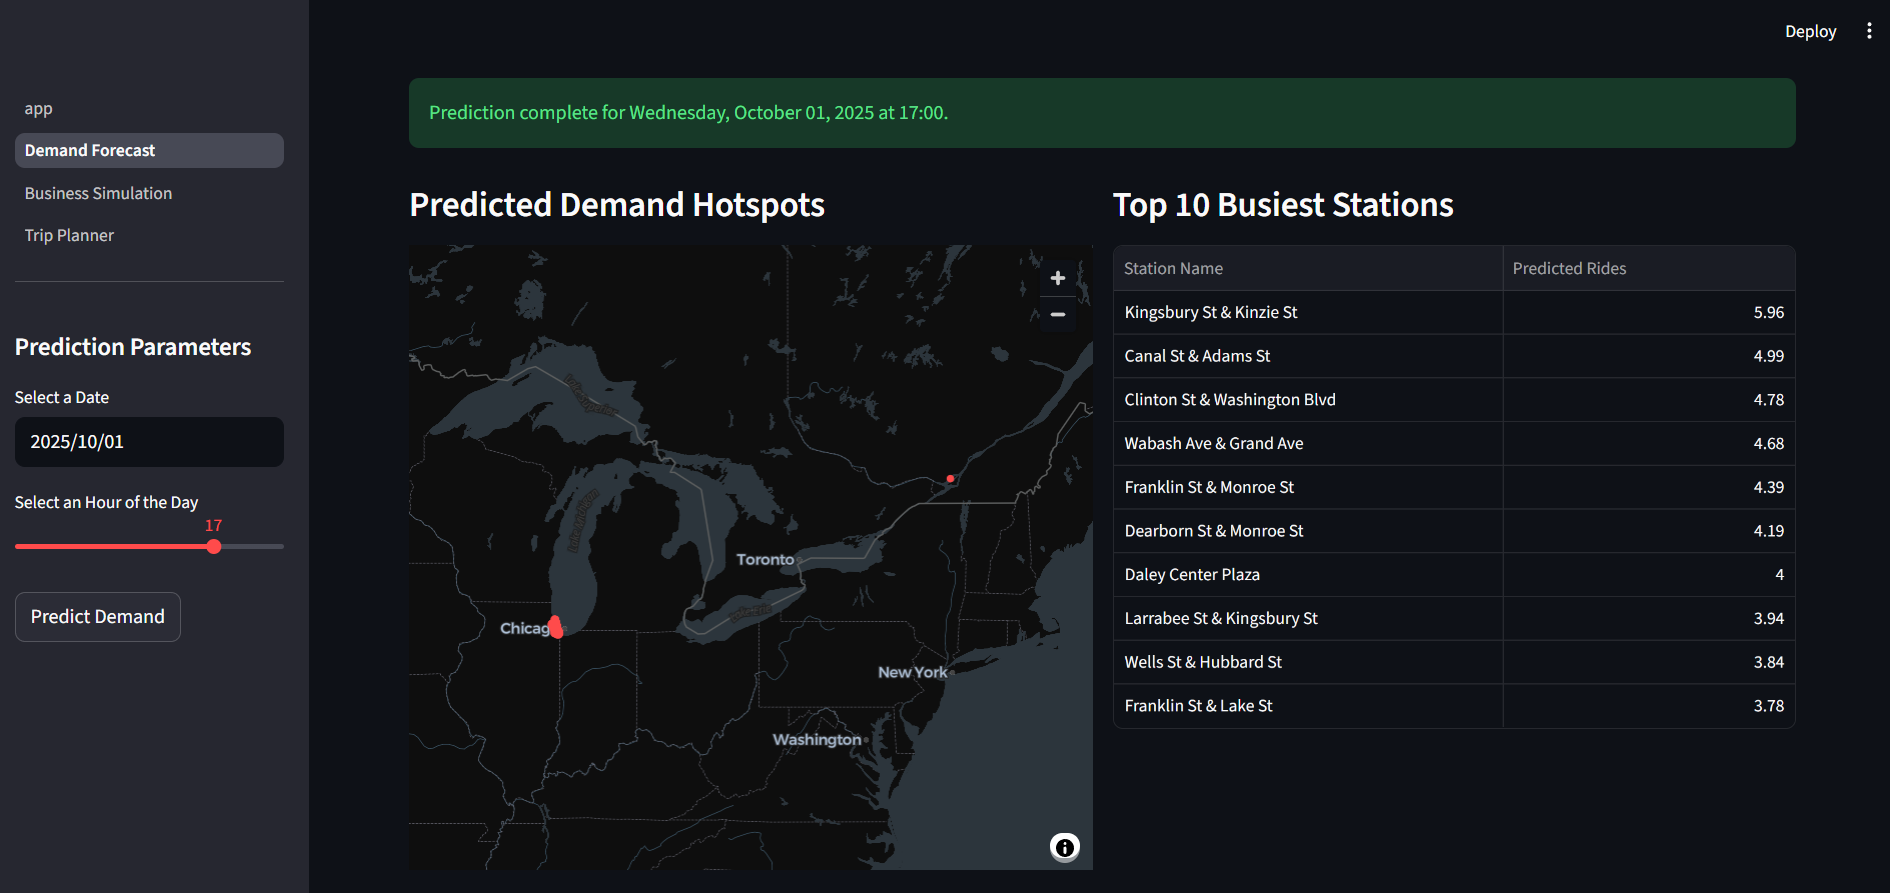 Deploy
app
Demand Forecast
Business Simulation
Trip Planner
Prediction Parameters
Select a Date
2025/10/01
Select an Hour of the Day
17
Predict Demand
Prediction complete for Wednesday, October 01, 2025 at 17:00.
Predicted Demand Hotspots
Toronto
Chicag
New York
Washington
Top 10 Busiest Stations
Station Name Predicted Rides
Kingsbury St & Kinzie St 5.96
Canal St & Adams St 4.99
Clinton St & Washington Blvd 4.78
Wabash Ave & Grand Ave 4.68
Franklin St & Monroe St 4.39
Dearborn St & Monroe St 4.19
Daley Center Plaza 4
Larrabee St & Kingsbury St 3.94
Wells St & Hubbard St 3.84
Franklin St & Lake St 3.78